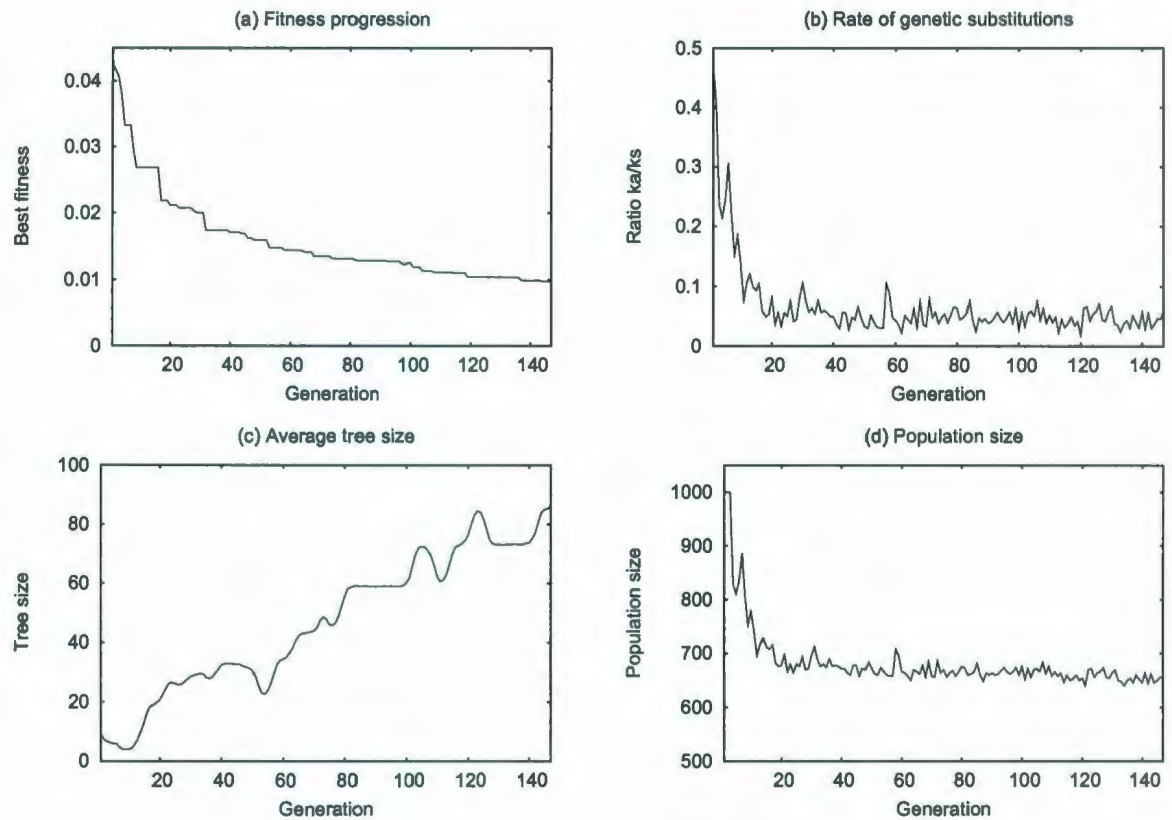 (a) Fitness progression
0.04
0.03
0.02
0.01
0
Best fitness
20 40 60 80 100 120 140
Generation
(b) Rate of genetic substitutions
0.5
0.4
0.3
0.2
0.1
0
Ratio ka/ks
20 40 60 80 100 120 140
Generation
(c) Average tree size
100
80
60
40
20
0
Tree size
20 40 60 80 100 120 140
Generation
(d) Population size
1000
900
800
700
600
500
Population size
20 40 60 80 100 120 140
Generation